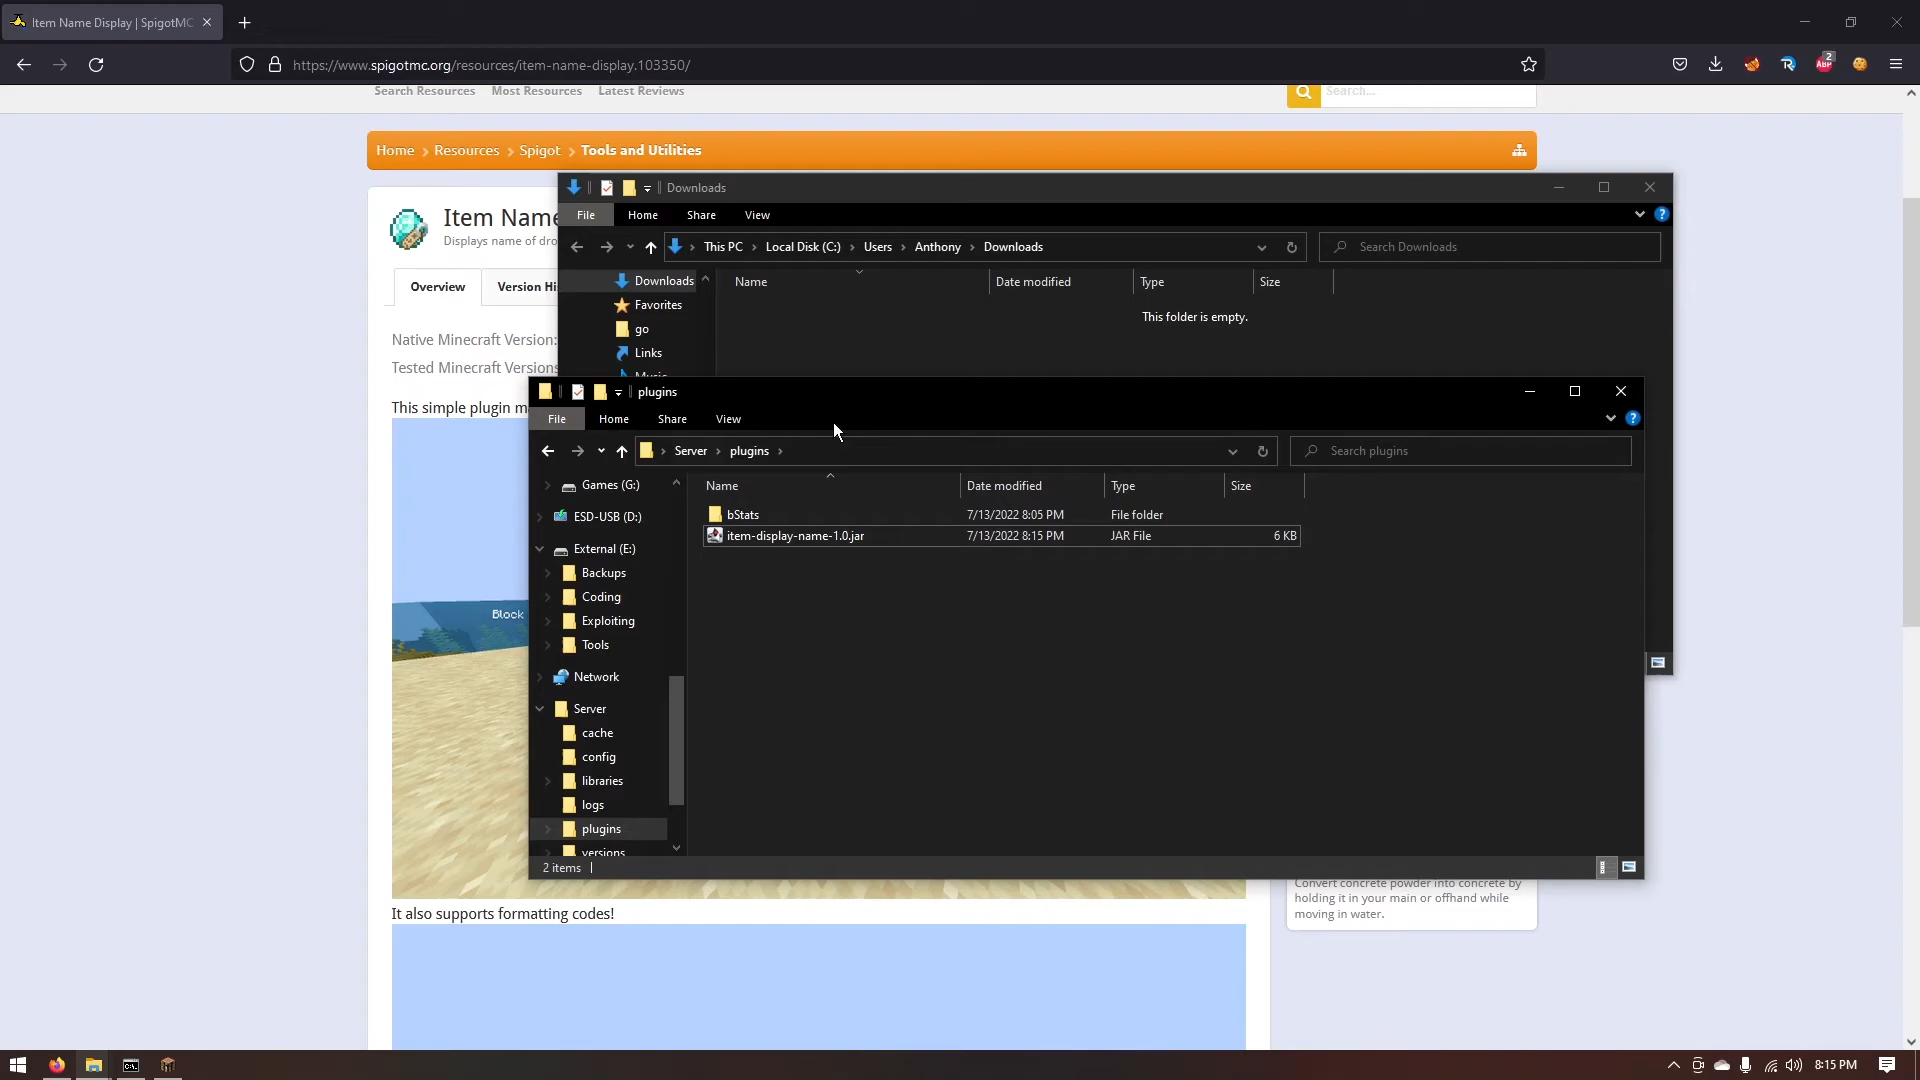 Item Name Display | SpigotMC
https://www.spigotmc.org/resources/item-name-display.103350/
2
Search Resources Most Resources Latest Reviews
Search...
Home Resources Spigot Tools and Utilities
Item Name
Displays name of dro
Overview Version Hi
Native Minecraft Version:
Tested Minecraft Versions
This simple plugin m
Block
It also supports formatting codes!
Downloads
File Home Share View
This PC Local Disk (C:) Users Anthony Downloads
Search Downloads
Name Date modified Type Size
This folder is empty.
Downloads
Favorites
go
Links
Music
plugins
File Home Share View
Server plugins
Search plugins
Name Date modified Type Size
bStats 7/13/2022 8:05 PM File folder
item-display-name-1.0.jar 7/13/2022 8:15 PM JAR File 6 KB
Games (G:)
ESD-USB (D:)
External (E:)
Backups
Coding
Exploiting
Tools
Network
Server
cache
config
libraries
logs
plugins
versions
2 items
Convert concrete powder into concrete by
holding it in your main or offhand while
moving in water.
8:15 PM